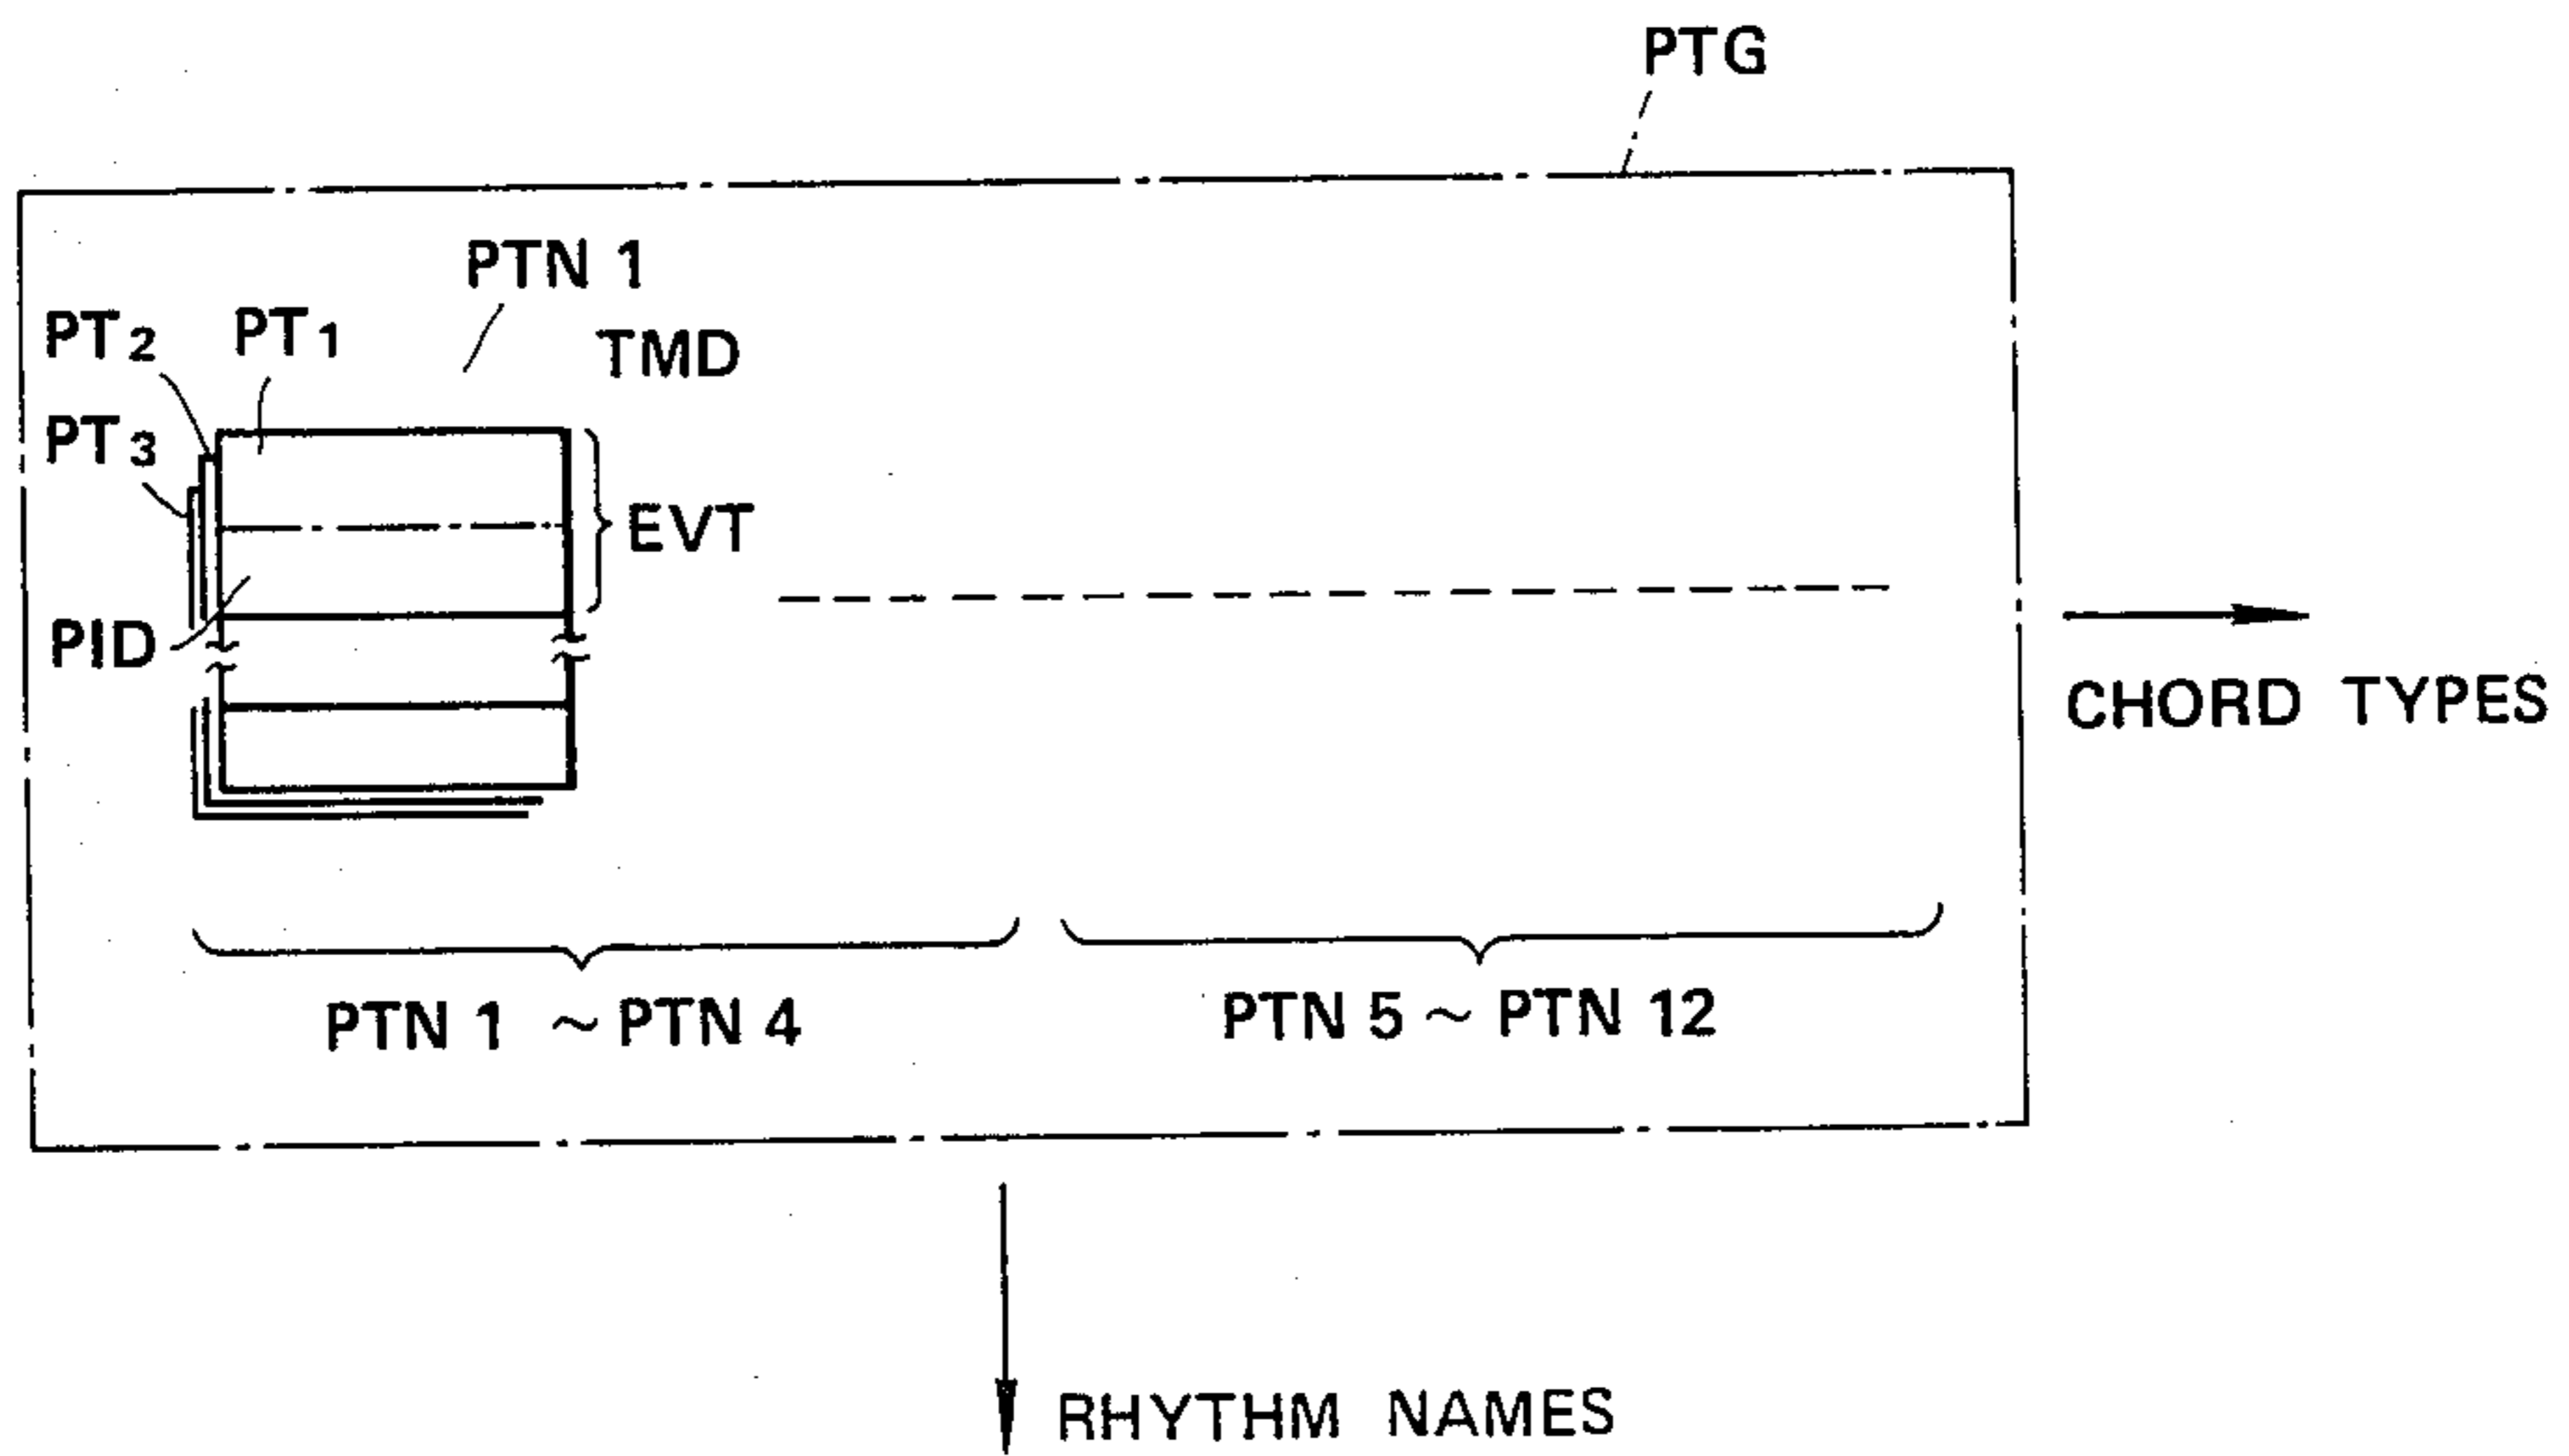 PTG
PTN 1
PT2 PT1 TMD
PT3
EVT
PID
CHORD TYPES
PTN 1 ~ PTN 4 PTN 5 ~ PTN 12
RHYTHM NAMES